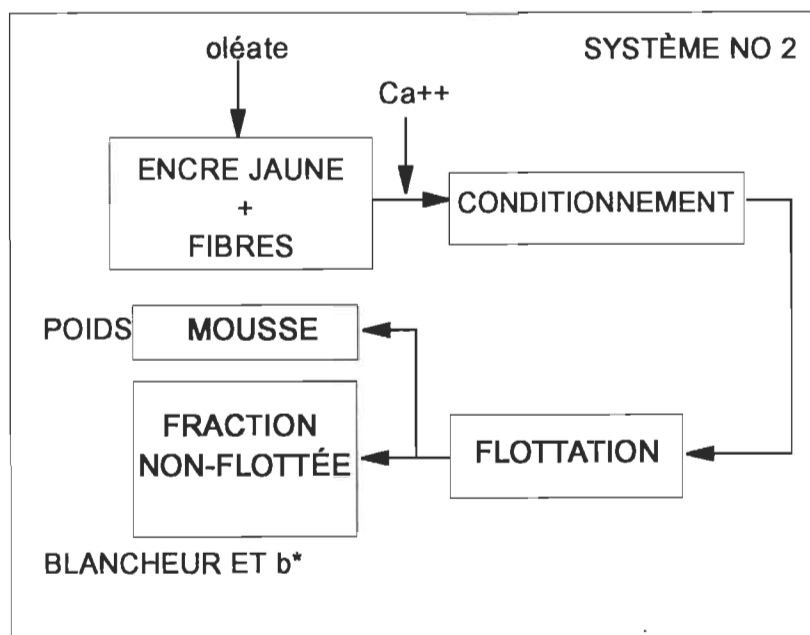 SYSTÈME NO 2
oléate
Ca++
ENCRE JAUNE
+
FIBRES
CONDITIONNEMENT
POIDS
MOUSSE
FRACTION
NON-FLOTTÉE
FLOTTATION
BLANCHEUR ET b*